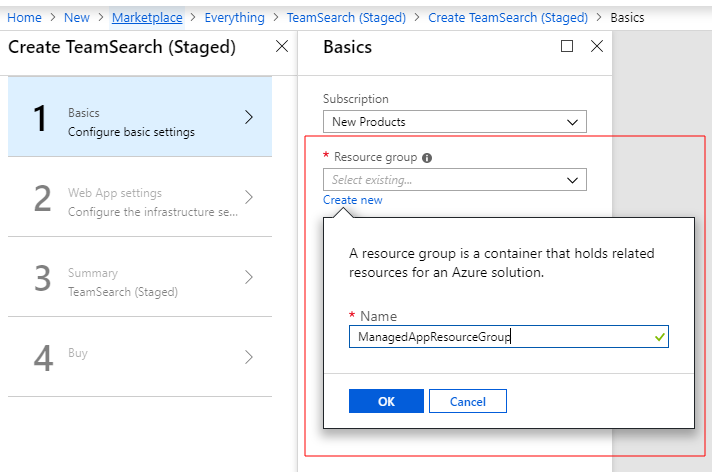 Home > New > Marketplace > Everything > TeamSearch (Staged) > Create TeamSearch (Staged) > Basics
Create TeamSearch (Staged)
1
Basics
Configure basic settings
2
Web App settings
Configure the infrastructure se...
3
Summary
TeamSearch (Staged)
4
Buy
Basics
Subscription
New Products
* Resource group
Select existing...
Create new
A resource group is a container that holds related
resources for an Azure solution.
* Name
ManagedAppResourceGroup
OK Cancel